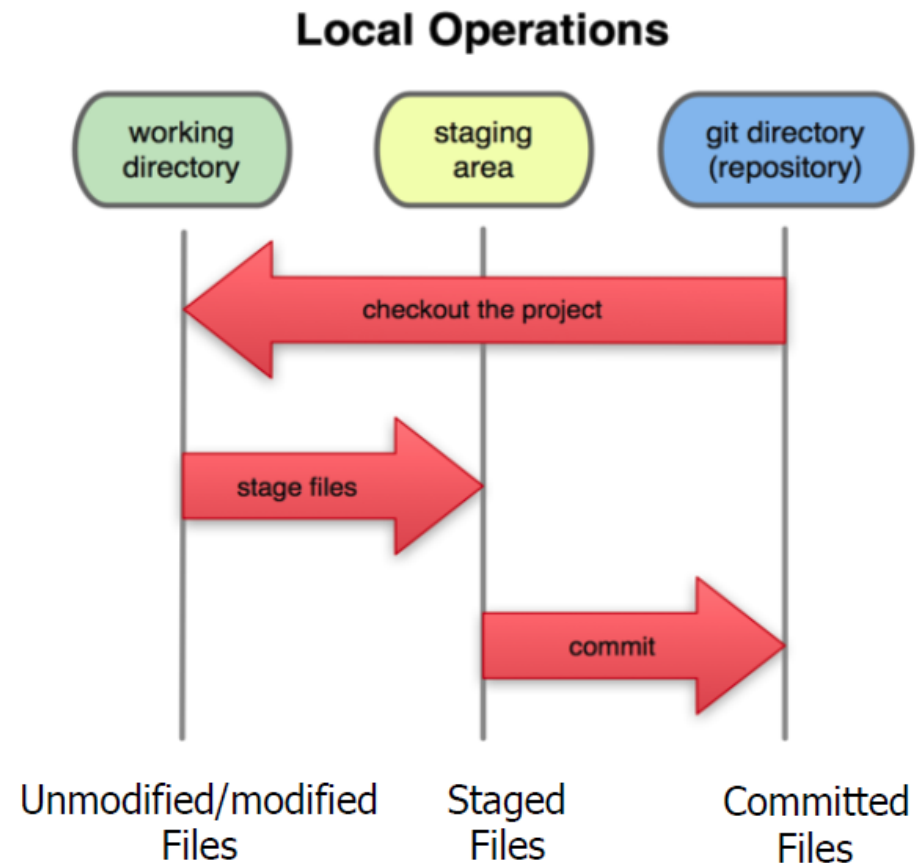 Local Operations
working
directory
staging
area
git directory
(repository)
checkout the project
stage files
commit
Unmodified/modified
Files
Staged
Files
Committed
Files